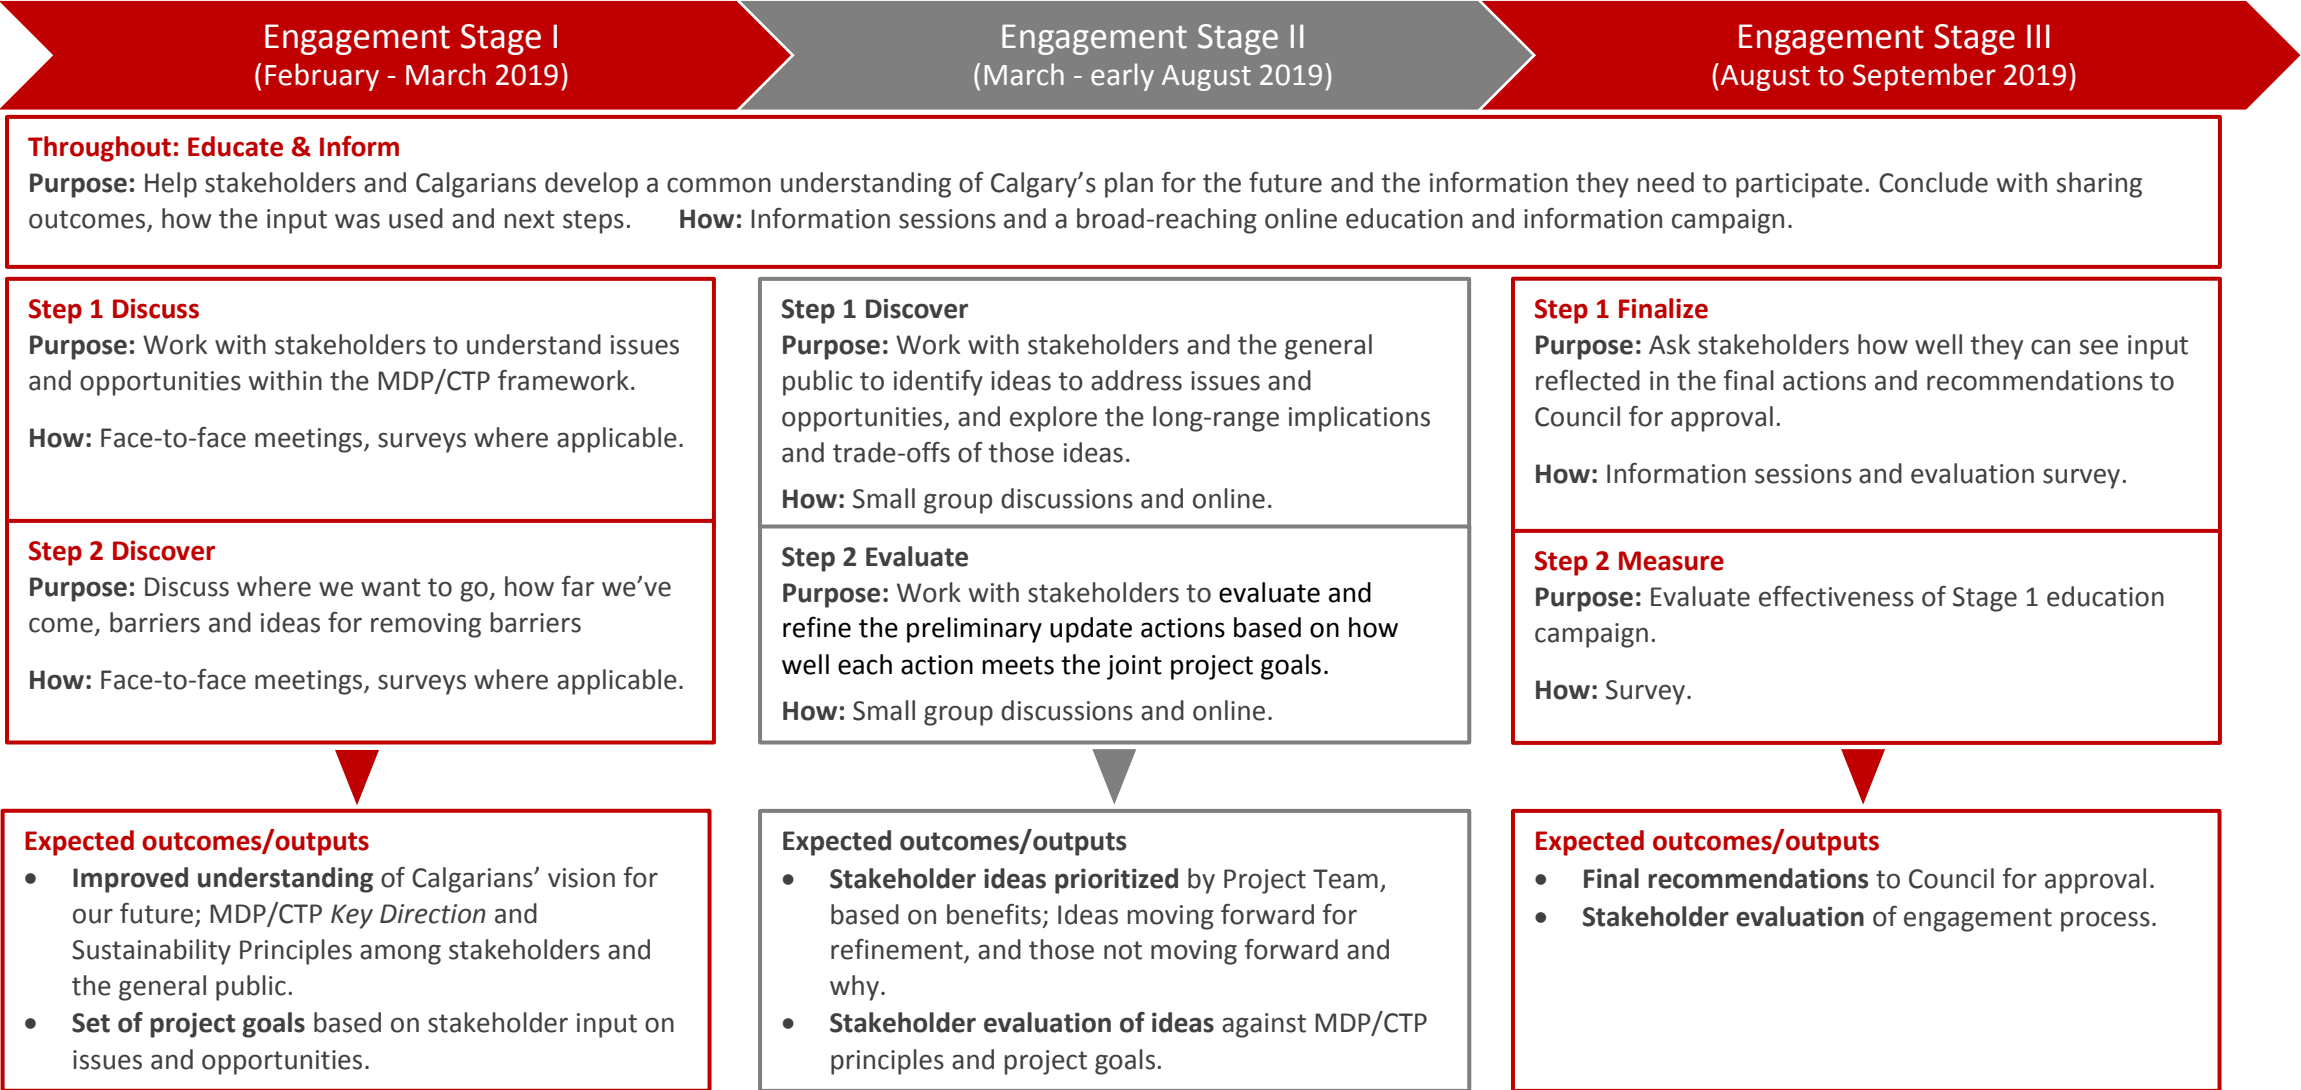 Engagement Stage I
(February - March 2019)
Engagement Stage II
(March - early August 2019)
Engagement Stage III
(August to September 2019)
Throughout: Educate & Inform
Purpose: Help stakeholders and Calgarians develop a common understanding of Calgary’s plan for the future and the information they need to participate. Conclude with sharing
outcomes, how the input was used and next steps. How: Information sessions and a broad-reaching online education and information campaign.
Step 1 Discuss
Purpose: Work with stakeholders to understand issues
and opportunities within the MDP/CTP framework.
How: Face-to-face meetings, surveys where applicable.
Step 2 Discover
Purpose: Discuss where we want to go, how far we’ve
come, barriers and ideas for removing barriers
How: Face-to-face meetings, surveys where applicable.
Expected outcomes/outputs
• Improved understanding of Calgarians’ vision for
our future; MDP/CTP Key Direction and
Sustainability Principles among stakeholders and
the general public.
• Set of project goals based on stakeholder input on
issues and opportunities.
Step 1 Discover
Purpose: Work with stakeholders and the general
public to identify ideas to address issues and
opportunities, and explore the long-range implications
and trade-offs of those ideas.
How: Small group discussions and online.
Step 2 Evaluate
Purpose: Work with stakeholders to evaluate and
refine the preliminary update actions based on how
well each action meets the joint project goals.
How: Small group discussions and online.
Expected outcomes/outputs
• Stakeholder ideas prioritized by Project Team,
based on benefits; Ideas moving forward for
refinement, and those not moving forward and
why.
• Stakeholder evaluation of ideas against MDP/CTP
principles and project goals.
Step 1 Finalize
Purpose: Ask stakeholders how well they can see input
reflected in the final actions and recommendations to
Council for approval.
How: Information sessions and evaluation survey.
Step 2 Measure
Purpose: Evaluate effectiveness of Stage 1 education
campaign.
How: Survey.
Expected outcomes/outputs
• Final recommendations to Council for approval.
• Stakeholder evaluation of engagement process.